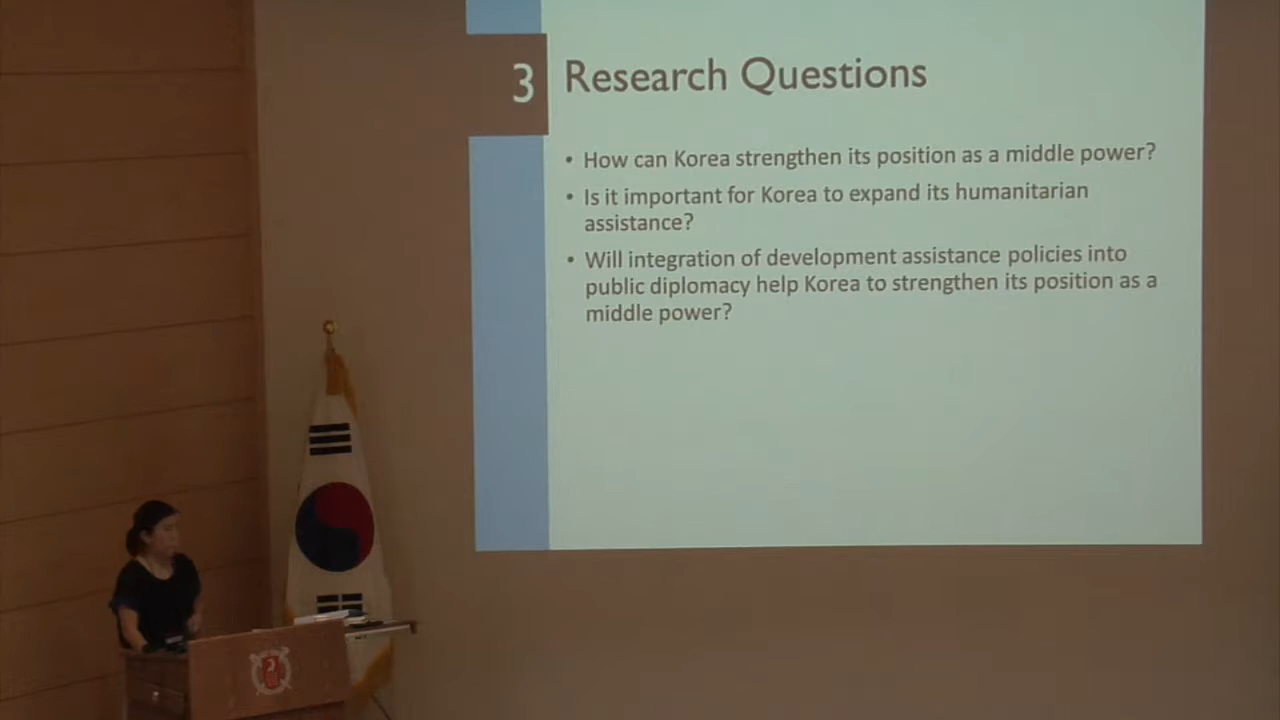 3 Research Questions
• How can Korea strengthen its position as a middle power?
• Is it important for Korea to expand its humanitarian
assistance?
• Will integration of development assistance policies into
public diplomacy help Korea to strengthen its position as a
middle power?